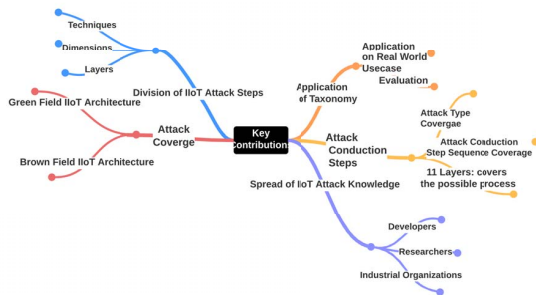 Techniques
Dimensions
Layers
Division of IIoT Attack Steps
Green Field IIoT Architecture
Attack
Coverge
Brown Field IIoT Architecture
Key
Contributions
Application
on Real World
Usecase
Evaluation
Application
of Taxonomy
Attack Type
Covergae
Attack
Conduction
Steps
Attack Conduction
Step Sequence Coverage
11 Layers: covers
the possible process
Spread of IIoT Attack Knowledge
Developers
Researchers
Industrial Organizations